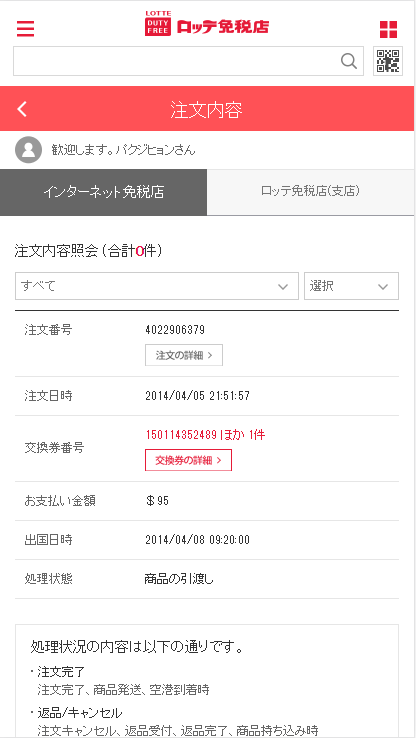 LOTTE
DUTY
FREE
ロッテ免税店
注文内容
歓迎します。パクジヒョンさん
インターネット免税店
ロッテ免税店(支店)
注文内容照会 (合計0件)
すべて
選択
注文番号
4022906379
注文の詳細 >
注文日時
2014/04/05 21:51:57
交換券番号
150114352489 ほか 1件
交換券の詳細 >
お支払い金額
$ 95
出国日時
2014/04/08 09:20:00
処理状態
商品の引渡し
処理状況の内容は以下の通りです。
· 注文完了
注文完了、商品発送、空港到着時
· 返品/キャンセル
注文キャンセル、返品受付、返品完了、商品持ち込み時